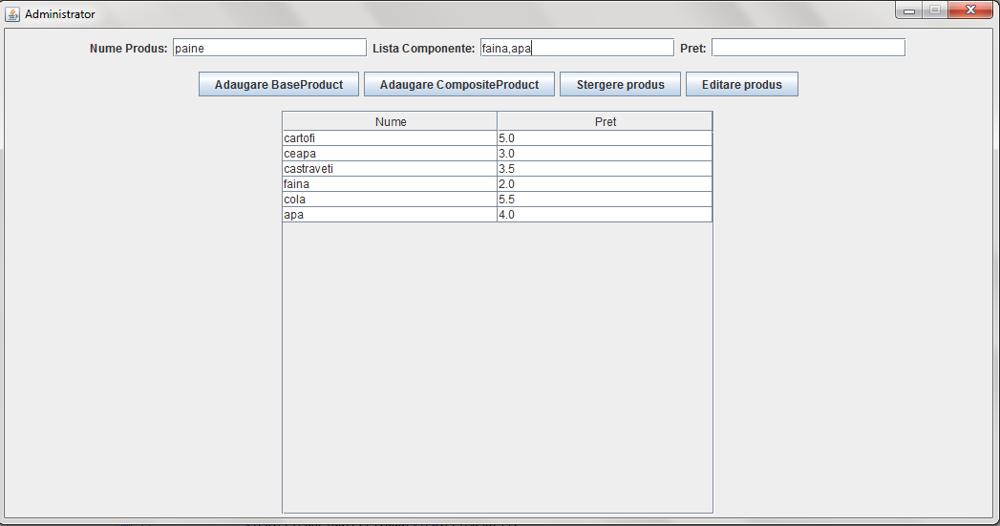 Administrator
Nume Produs: paine Lista Componente: faina,apa Pret:
Adaugare BaseProduct Adaugare CompositeProduct Stergere produs Editare produs
Nume Pret
cartofi 5.0
ceapa 3.0
castraveti 3.5
faina 2.0
cola 5.5
apa 4.0